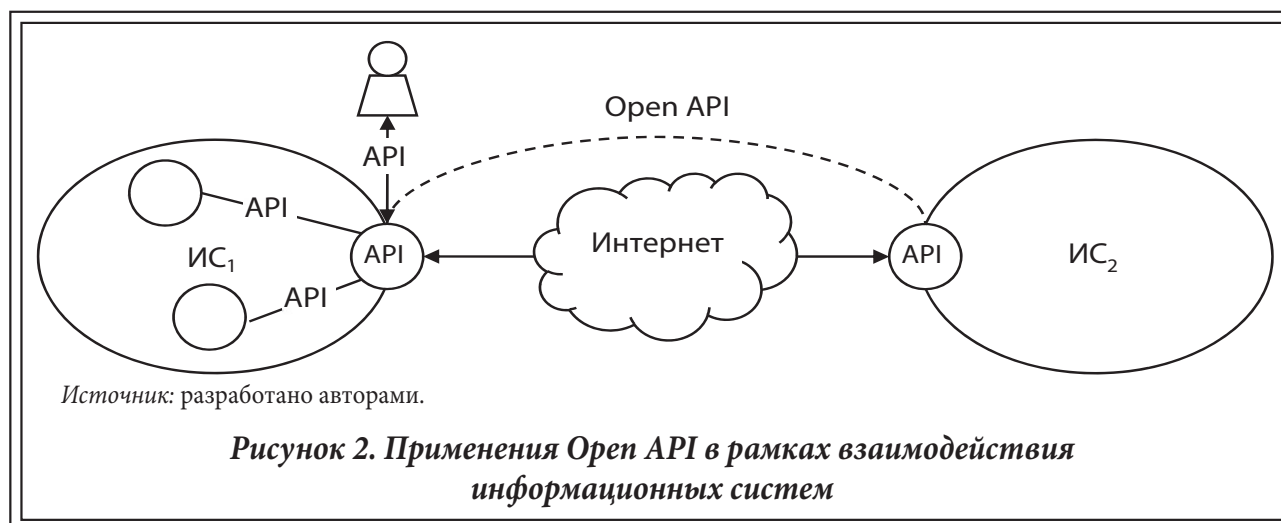 Open API
API
API
ИС₁
API
API
Интернет
API
ИС₂
Источник: разработано авторами.
Рисунок 2. Применения Open API в рамках взаимодействия
информационных систем